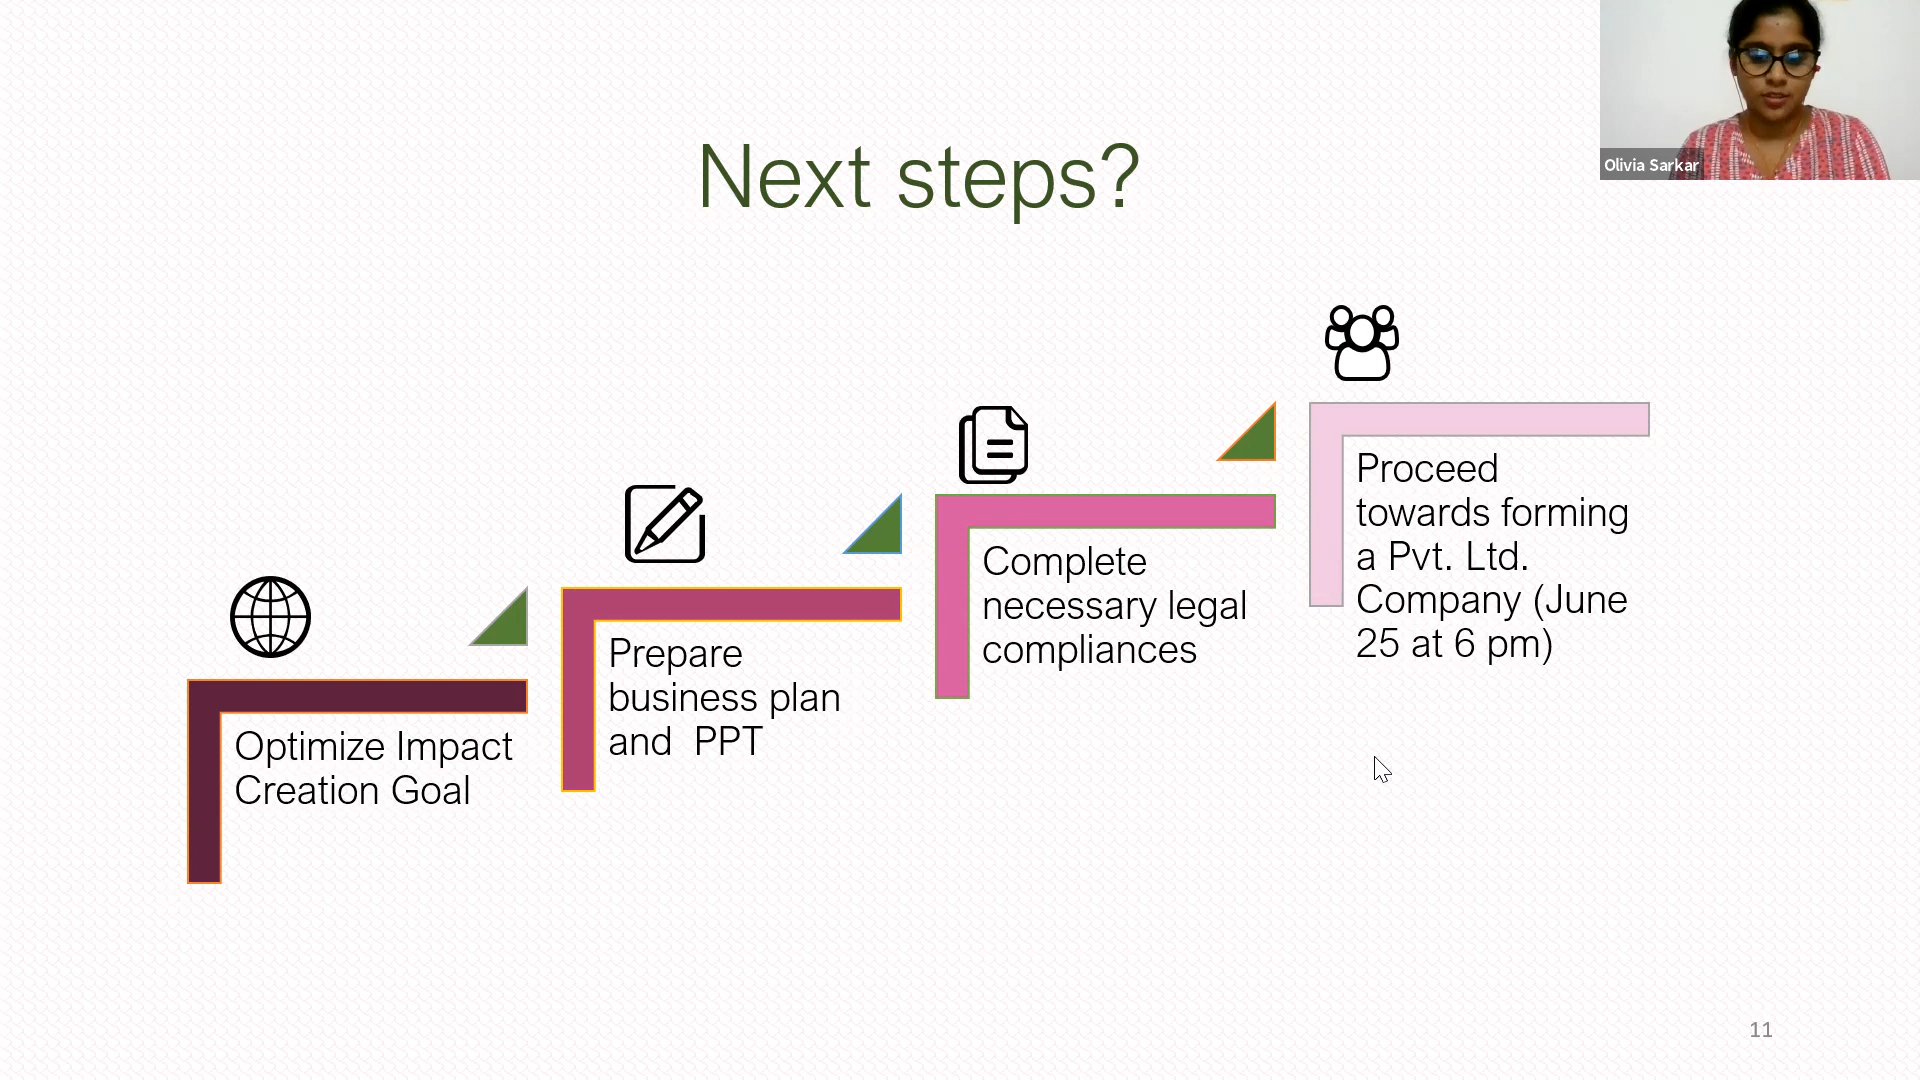 Olivia Sarkar
Next steps?
Optimize Impact
Creation Goal
Prepare
business plan
and  PPT
Complete
necessary legal
compliances
Proceed
towards forming
a Pvt. Ltd.
Company (June
25 at 6 pm)
11